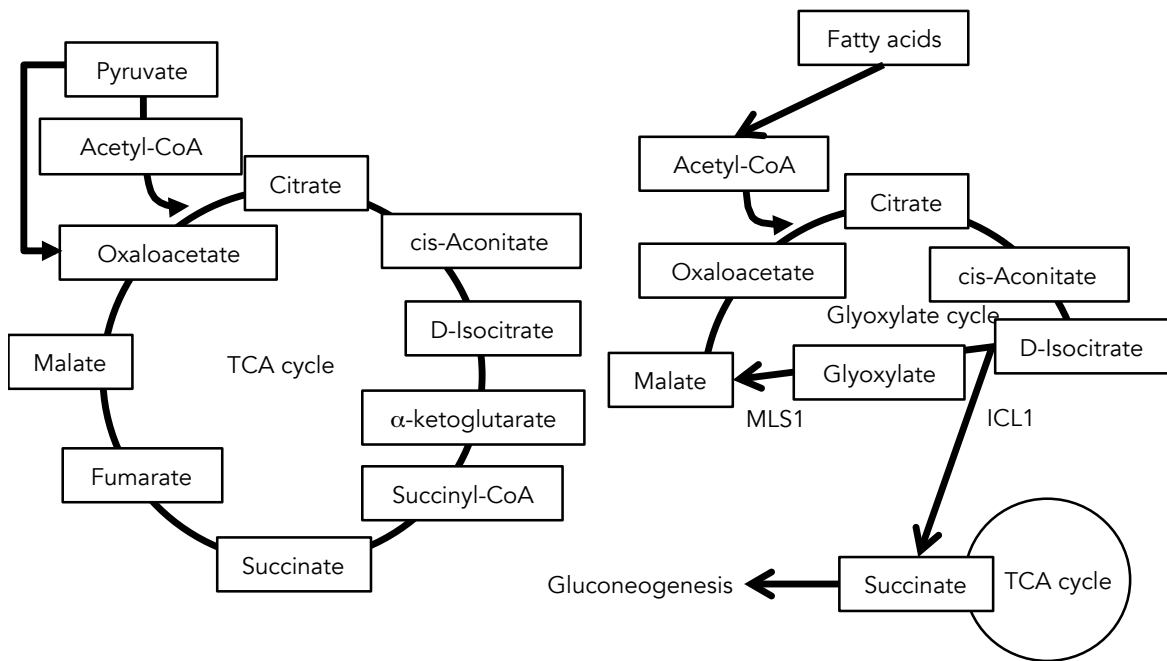 Pyruvate
Acetyl-CoA
Citrate
Oxaloacetate
cis-Aconitate
D-Isocitrate
Malate
TCA cycle
α-ketoglutarate
Fumarate
Succinyl-CoA
Succinate
Fatty acids
Acetyl-CoA
Citrate
Oxaloacetate
cis-Aconitate
Glyoxylate cycle
D-Isocitrate
Malate
Glyoxylate
MLS1
ICL1
Gluconeogenesis
Succinate
TCA cycle